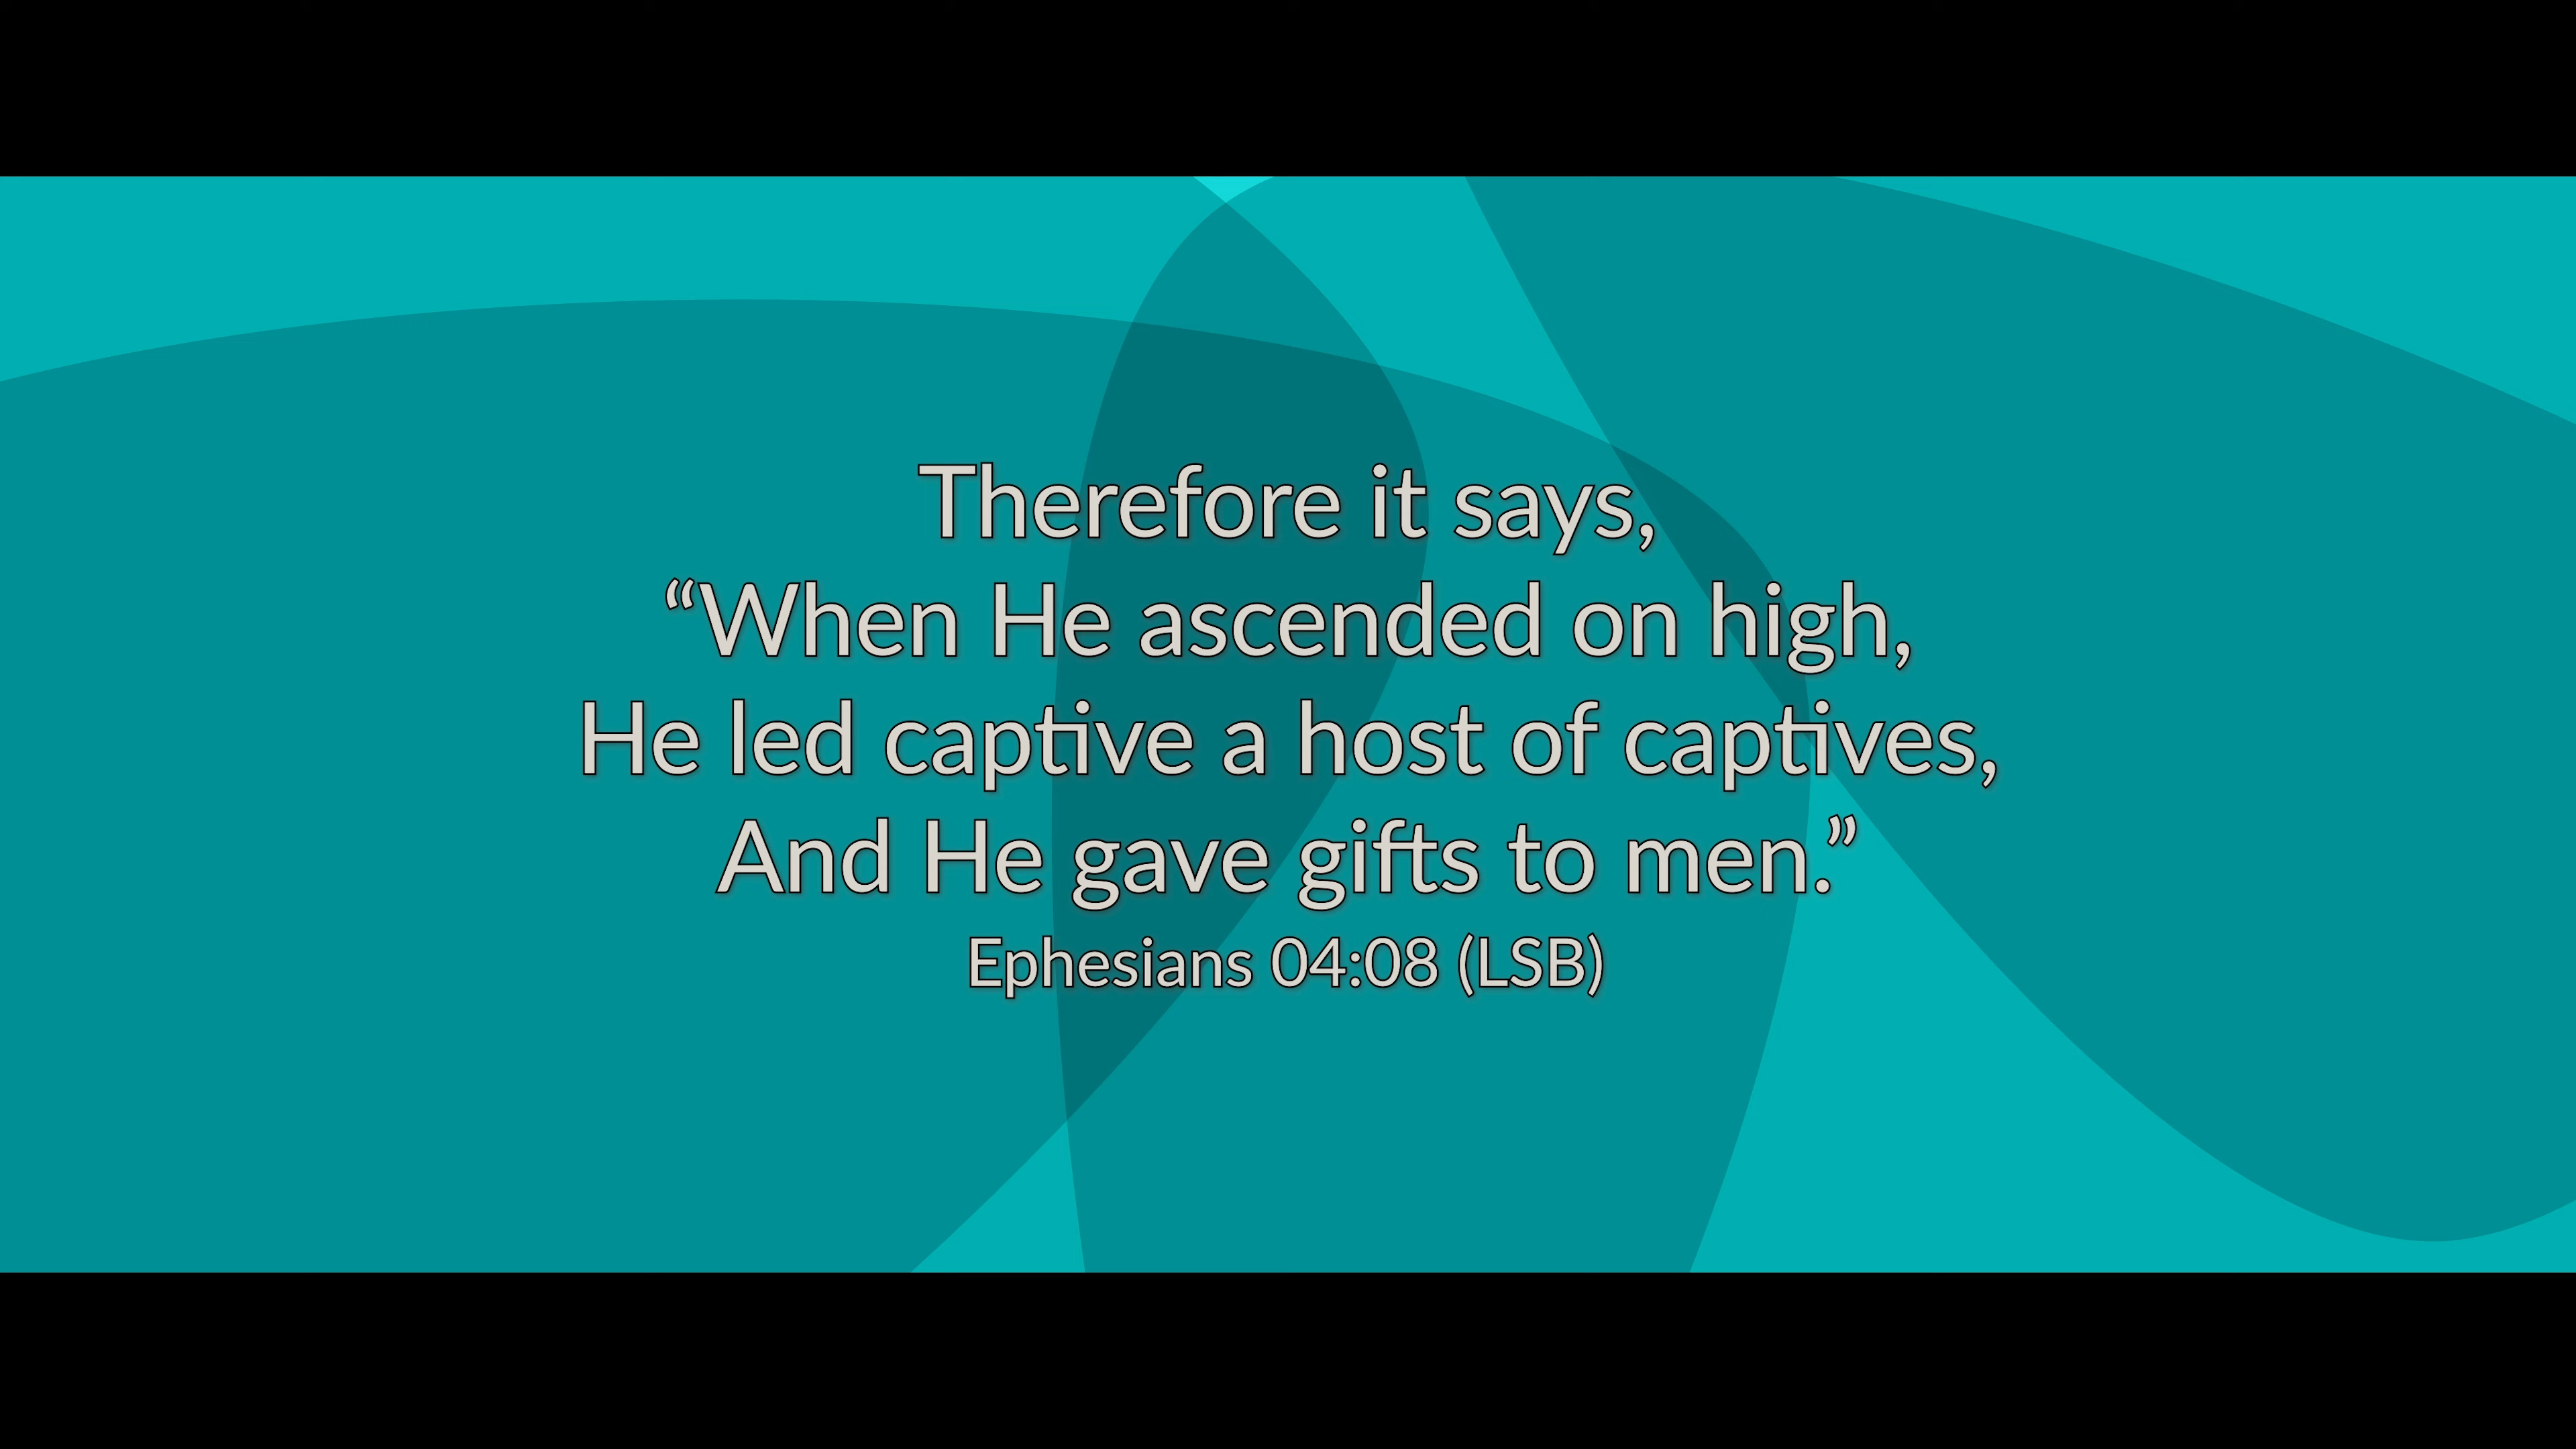 Therefore it says,
“When He ascended on high,
He led captive a host of captives,
And He gave gifts to men.”
Ephesians 04:08 (LSB)